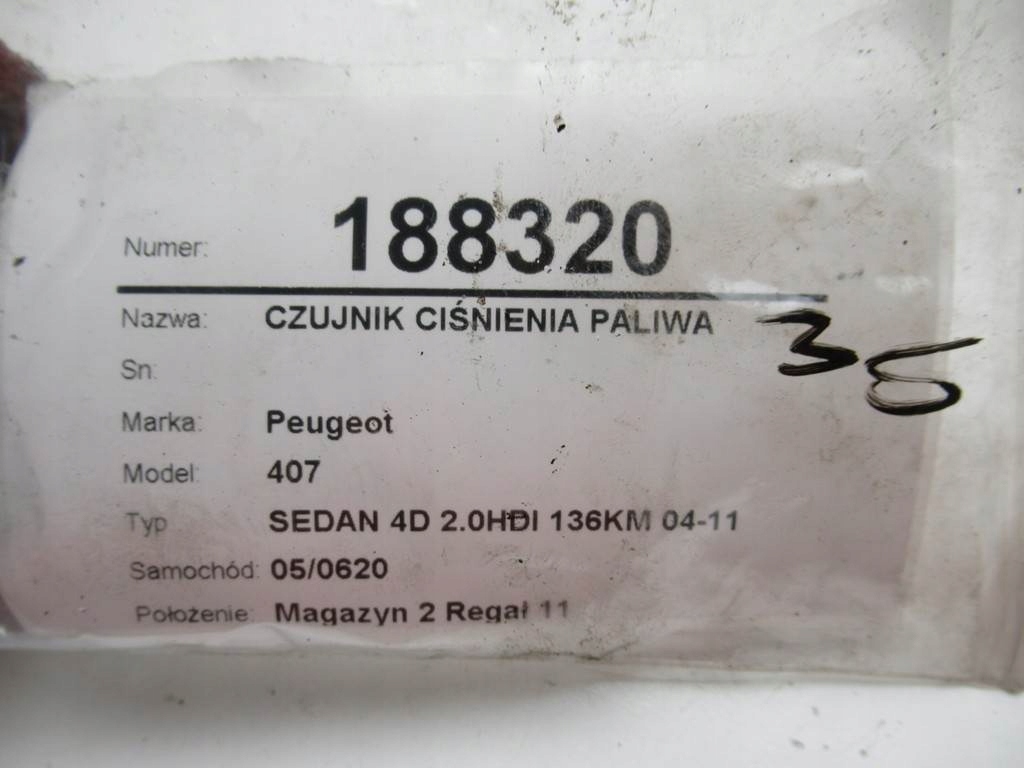 Numer: 188320
Nazwa: CZUJNIK CIŚNIENIA PALIWA
35
Sn:
Marka: Peugeot
Model: 407
Typ SEDAN 4D 2.0HDI 136KM 04-11
Samochód: 05/0620
Położenie: Magazyn 2 Regał 11